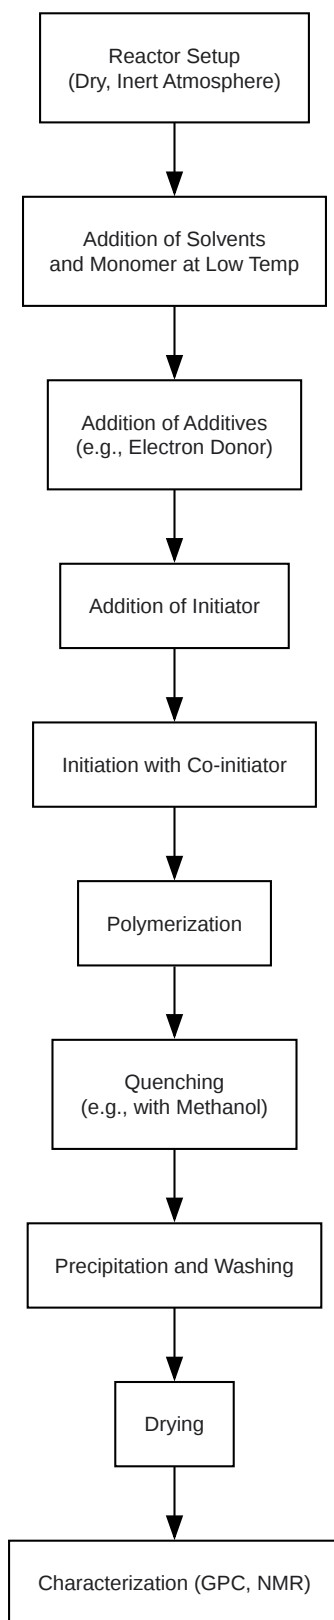 Reactor Setup
(Dry, Inert Atmosphere)
Addition of Solvents
and Monomer at Low Temp
Addition of Additives
(e.g., Electron Donor)
Addition of Initiator
Initiation with Co-initiator
Polymerization
Quenching
(e.g., with Methanol)
Precipitation and Washing
Drying
Characterization (GPC, NMR)